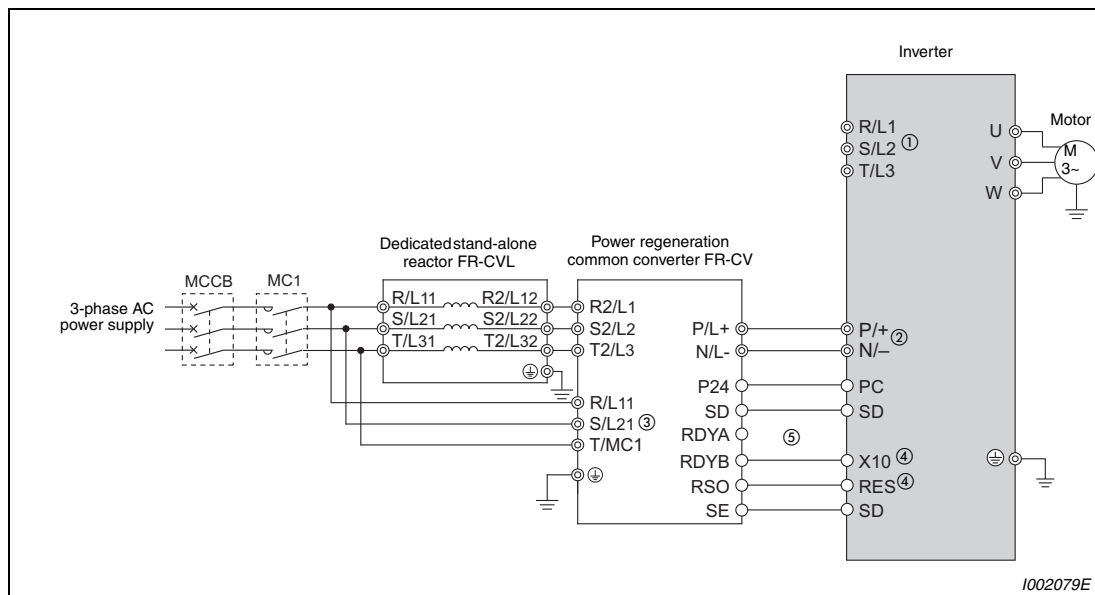 Inverter
R/L1
S/L2 ①
T/L3
U
V
W
Motor
M
3~
Dedicated stand-alone
reactor FR-CVL
Power regeneration
common converter FR-CV
MCCB
MC1
3-phase AC
power supply
R/L11
R2/L12
S/L21
S2/L22
T/L31
T2/L32
R2/L1
S2/L2
T2/L3
R/L11
S/L21 ③
T/MC1
P/L+
N/L-
P24
SD
RDYA
RDYB
RSO
SE
⑤
P/+
②
N/–
PC
SD
X10 ④
RES ④
SD
I002079E